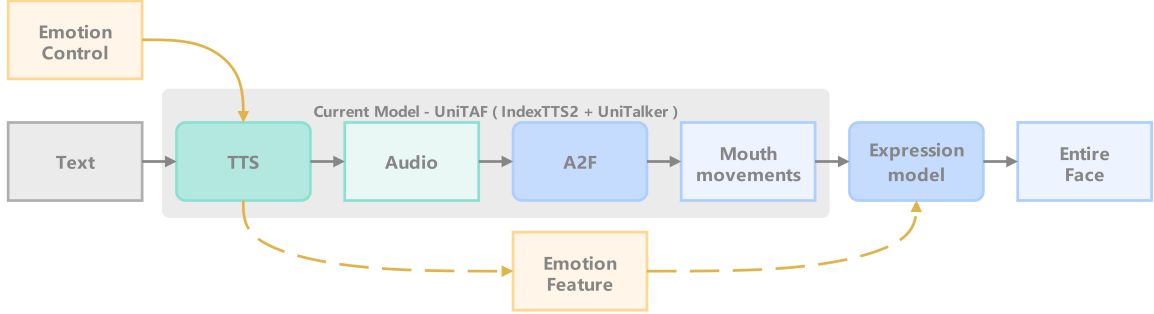 Emotion
Control
Current Model - UniTAF ( IndexTTS2 + UniTalker )
Text
TTS
Audio
A2F
Mouth
movements
Expression
model
Entire
Face
Emotion
Feature